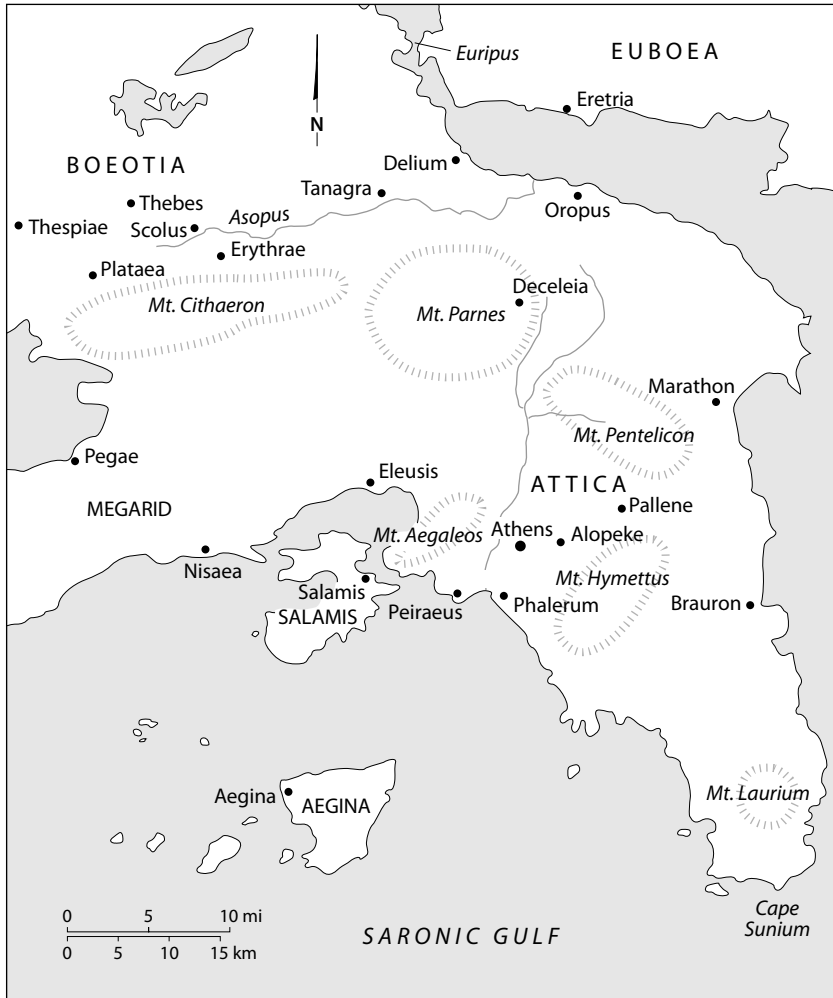 Euripus
EUBOEA
Eretria
N
BOEOTIA
Delium
Tanagra
Thebes
Oropus
Asopus
Thespiae
Scolus
Erythrae
Plataea
Deceleia
Mt. Cithaeron
Mt. Parnes
Marathon
Mt. Pentelicon
Pegae
Eleusis
ATTICA
MEGARID
Pallene
Mt. Aegaleos
Athens
Alopeke
Nisaea
Mt. Hymettus
Salamis
SALAMIS
Peiraeus
Phalerum
Brauron
Aegina
AEGINA
Mt. Laurium
0 5 10 mi
0 5 10 15 km
SARONIC GULF
Cape
Sunium